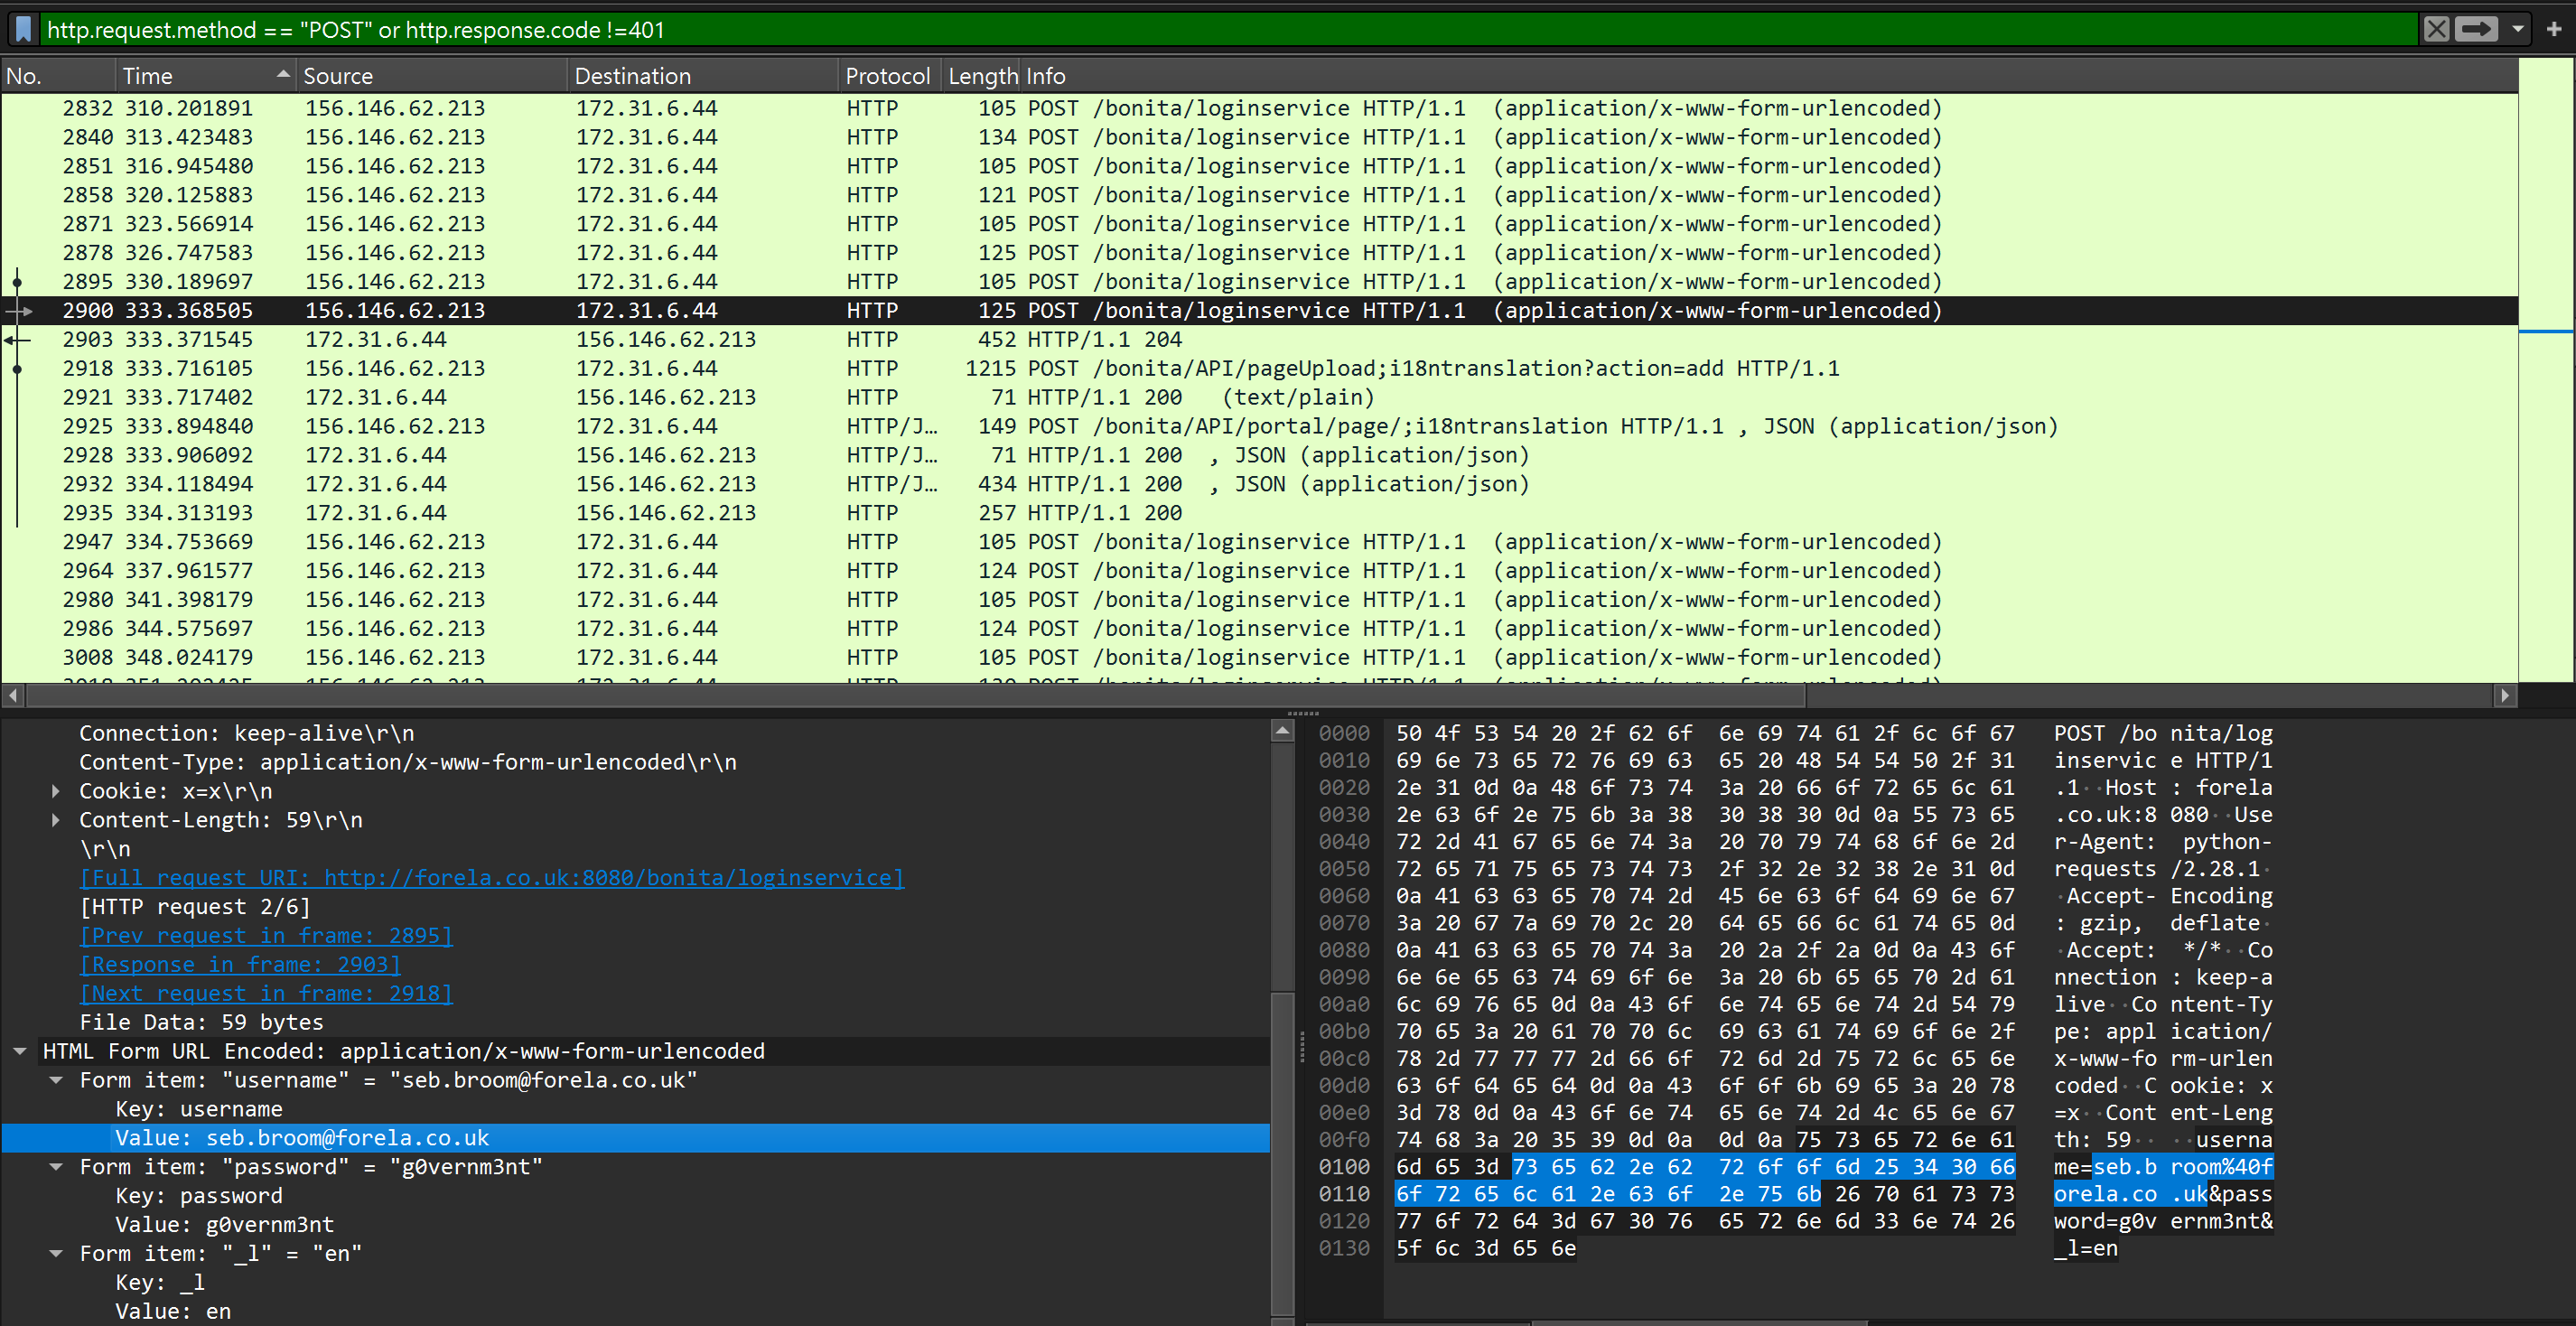 http.request.method == "POST" or http.response.code !=401
No. Time Source Destination Protocol Length Info
2832 310.201891 156.146.62.213 172.31.6.44 HTTP 105 POST /bonita/loginservice HTTP/1.1  (application/x-www-form-urlencoded)
2840 313.423483 156.146.62.213 172.31.6.44 HTTP 134 POST /bonita/loginservice HTTP/1.1  (application/x-www-form-urlencoded)
2851 316.945480 156.146.62.213 172.31.6.44 HTTP 105 POST /bonita/loginservice HTTP/1.1  (application/x-www-form-urlencoded)
2858 320.125883 156.146.62.213 172.31.6.44 HTTP 121 POST /bonita/loginservice HTTP/1.1  (application/x-www-form-urlencoded)
2871 323.566914 156.146.62.213 172.31.6.44 HTTP 105 POST /bonita/loginservice HTTP/1.1  (application/x-www-form-urlencoded)
2878 326.747583 156.146.62.213 172.31.6.44 HTTP 125 POST /bonita/loginservice HTTP/1.1  (application/x-www-form-urlencoded)
2895 330.189697 156.146.62.213 172.31.6.44 HTTP 105 POST /bonita/loginservice HTTP/1.1  (application/x-www-form-urlencoded)
2900 333.368505 156.146.62.213 172.31.6.44 HTTP 125 POST /bonita/loginservice HTTP/1.1  (application/x-www-form-urlencoded)
2903 333.371545 172.31.6.44 156.146.62.213 HTTP 452 HTTP/1.1 204
2918 333.716105 156.146.62.213 172.31.6.44 HTTP 1215 POST /bonita/API/pageUpload;i18ntranslation?action=add HTTP/1.1
2921 333.717402 172.31.6.44 156.146.62.213 HTTP 71 HTTP/1.1 200   (text/plain)
2925 333.894840 156.146.62.213 172.31.6.44 HTTP/J… 149 POST /bonita/API/portal/page/;i18ntranslation HTTP/1.1 , JSON (application/json)
2928 333.906092 172.31.6.44 156.146.62.213 HTTP/J… 71 HTTP/1.1 200  , JSON (application/json)
2932 334.118494 172.31.6.44 156.146.62.213 HTTP/J… 434 HTTP/1.1 200  , JSON (application/json)
2935 334.313193 172.31.6.44 156.146.62.213 HTTP 257 HTTP/1.1 200
2947 334.753669 156.146.62.213 172.31.6.44 HTTP 105 POST /bonita/loginservice HTTP/1.1  (application/x-www-form-urlencoded)
2964 337.961577 156.146.62.213 172.31.6.44 HTTP 124 POST /bonita/loginservice HTTP/1.1  (application/x-www-form-urlencoded)
2980 341.398179 156.146.62.213 172.31.6.44 HTTP 105 POST /bonita/loginservice HTTP/1.1  (application/x-www-form-urlencoded)
2986 344.575697 156.146.62.213 172.31.6.44 HTTP 124 POST /bonita/loginservice HTTP/1.1  (application/x-www-form-urlencoded)
3008 348.024179 156.146.62.213 172.31.6.44 HTTP 105 POST /bonita/loginservice HTTP/1.1  (application/x-www-form-urlencoded)
Connection: keep-alive\r\n
Content-Type: application/x-www-form-urlencoded\r\n
Cookie: x=x\r\n
Content-Length: 59\r\n
\r\n
[Full request URI: http://forela.co.uk:8080/bonita/loginservice]
[HTTP request 2/6]
[Prev request in frame: 2895]
[Response in frame: 2903]
[Next request in frame: 2918]
File Data: 59 bytes
HTML Form URL Encoded: application/x-www-form-urlencoded
Form item: "username" = "seb.broom@forela.co.uk"
Key: username
Value: seb.broom@forela.co.uk
Form item: "password" = "g0vernm3nt"
Key: password
Value: g0vernm3nt
Form item: "_l" = "en"
Key: _l
Value: en
0000 50 4f 53 54 20 2f 62 6f 6e 69 74 61 2f 6c 6f 67 POST /bo nita/log
0010 69 6e 73 65 72 76 69 63 65 20 48 54 54 50 2f 31 inservic e HTTP/1
0020 2e 31 0d 0a 48 6f 73 74 3a 20 66 6f 72 65 6c 61 .1··Host : forela
0030 2e 63 6f 2e 75 6b 3a 38 30 38 30 0d 0a 55 73 65 .co.uk:8 080··Use
0040 72 2d 41 67 65 6e 74 3a 20 70 79 74 68 6f 6e 2d r-Agent:  python-
0050 72 65 71 75 65 73 74 73 2f 32 2e 32 38 2e 31 0d requests /2.28.1·
0060 0a 41 63 63 65 70 74 2d 45 6e 63 6f 64 69 6e 67 ·Accept- Encoding
0070 3a 20 67 7a 69 70 2c 20 64 65 66 6c 61 74 65 0d : gzip,  deflate·
0080 0a 41 63 63 65 70 74 3a 20 2a 2f 2a 0d 0a 43 6f ·Accept:  */*··Co
0090 6e 6e 65 63 74 69 6f 6e 3a 20 6b 65 65 70 2d 61 nnection : keep-a
00a0 6c 69 76 65 0d 0a 43 6f 6e 74 65 6e 74 2d 54 79 live··Co ntent-Ty
00b0 70 65 3a 20 61 70 70 6c 69 63 61 74 69 6f 6e 2f pe: appl ication/
00c0 78 2d 77 77 77 2d 66 6f 72 6d 2d 75 72 6c 65 6e x-www-fo rm-urlen
00d0 63 6f 64 65 64 0d 0a 43 6f 6f 6b 69 65 3a 20 78 coded··C ookie: x
00e0 3d 78 0d 0a 43 6f 6e 74 65 6e 74 2d 4c 65 6e 67 =x··Cont ent-Leng
00f0 74 68 3a 20 35 39 0d 0a 0d 0a 75 73 65 72 6e 61 th: 59·· ··userna
0100 6d 65 3d 73 65 62 2e 62 72 6f 6f 6d 25 34 30 66 me=seb.b room%40f
0110 6f 72 65 6c 61 2e 63 6f 2e 75 6b 26 70 61 73 73 orela.co .uk&pass
0120 77 6f 72 64 3d 67 30 76 65 72 6e 6d 33 6e 74 26 word=g0v ernm3nt&
0130 5f 6c 3d 65 6e _l=en